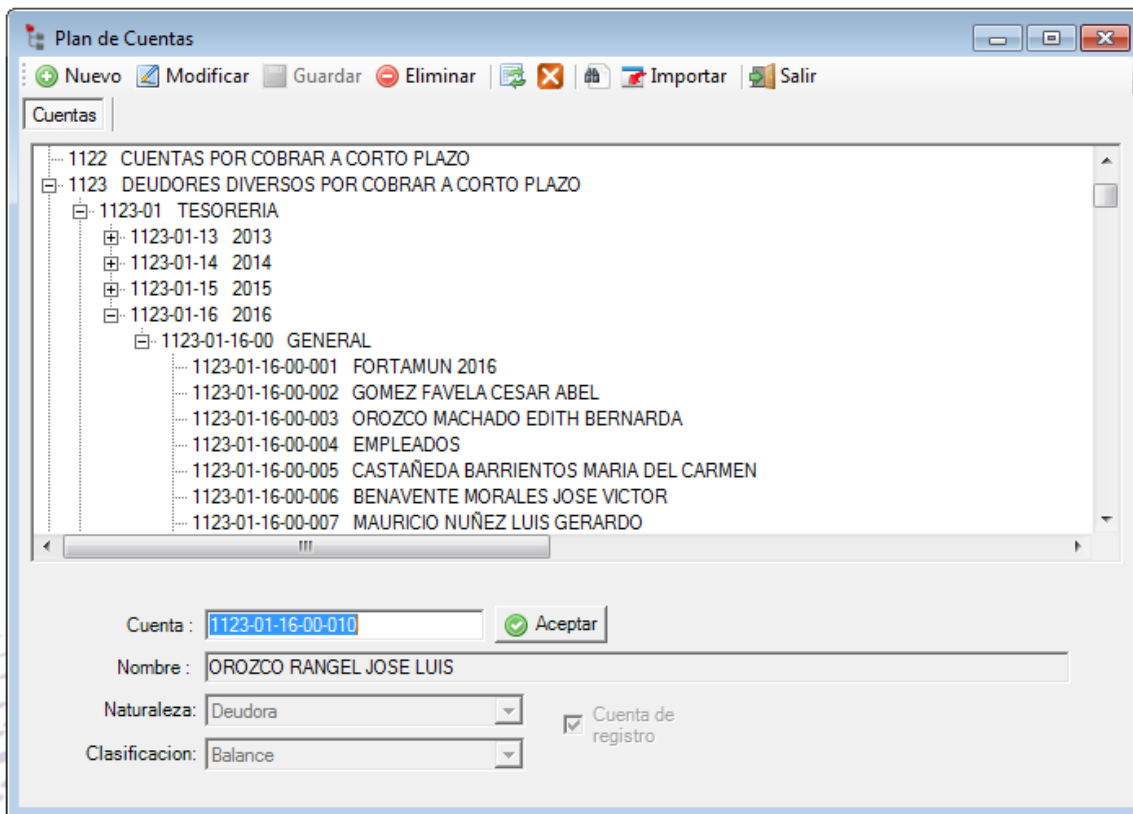 Plan de Cuentas
Nuevo Modificar Guardar Eliminar Importar Salir
Cuentas
1122 CUENTAS POR COBRAR A CORTO PLAZO
1123 DEUDORES DIVERSOS POR COBRAR A CORTO PLAZO
1123-01 TESORERIA
1123-01-13 2013
1123-01-14 2014
1123-01-15 2015
1123-01-16 2016
1123-01-16-00 GENERAL
1123-01-16-00-001 FORTAMUN 2016
1123-01-16-00-002 GOMEZ FAVELA CESAR ABEL
1123-01-16-00-003 OROZCO MACHADO EDITH BERNARDA
1123-01-16-00-004 EMPLEADOS
1123-01-16-00-005 CASTAÑEDA BARRIENTOS MARIA DEL CARMEN
1123-01-16-00-006 BENAVENTE MORALES JOSE VICTOR
1123-01-16-00-007 MAURICIO NUÑEZ LUIS GERARDO
Cuenta : 1123-01-16-00-010 Aceptar
Nombre : OROZCO RANGEL JOSE LUIS
Naturaleza: Deudora
Cuenta de
registro
Clasificacion: Balance